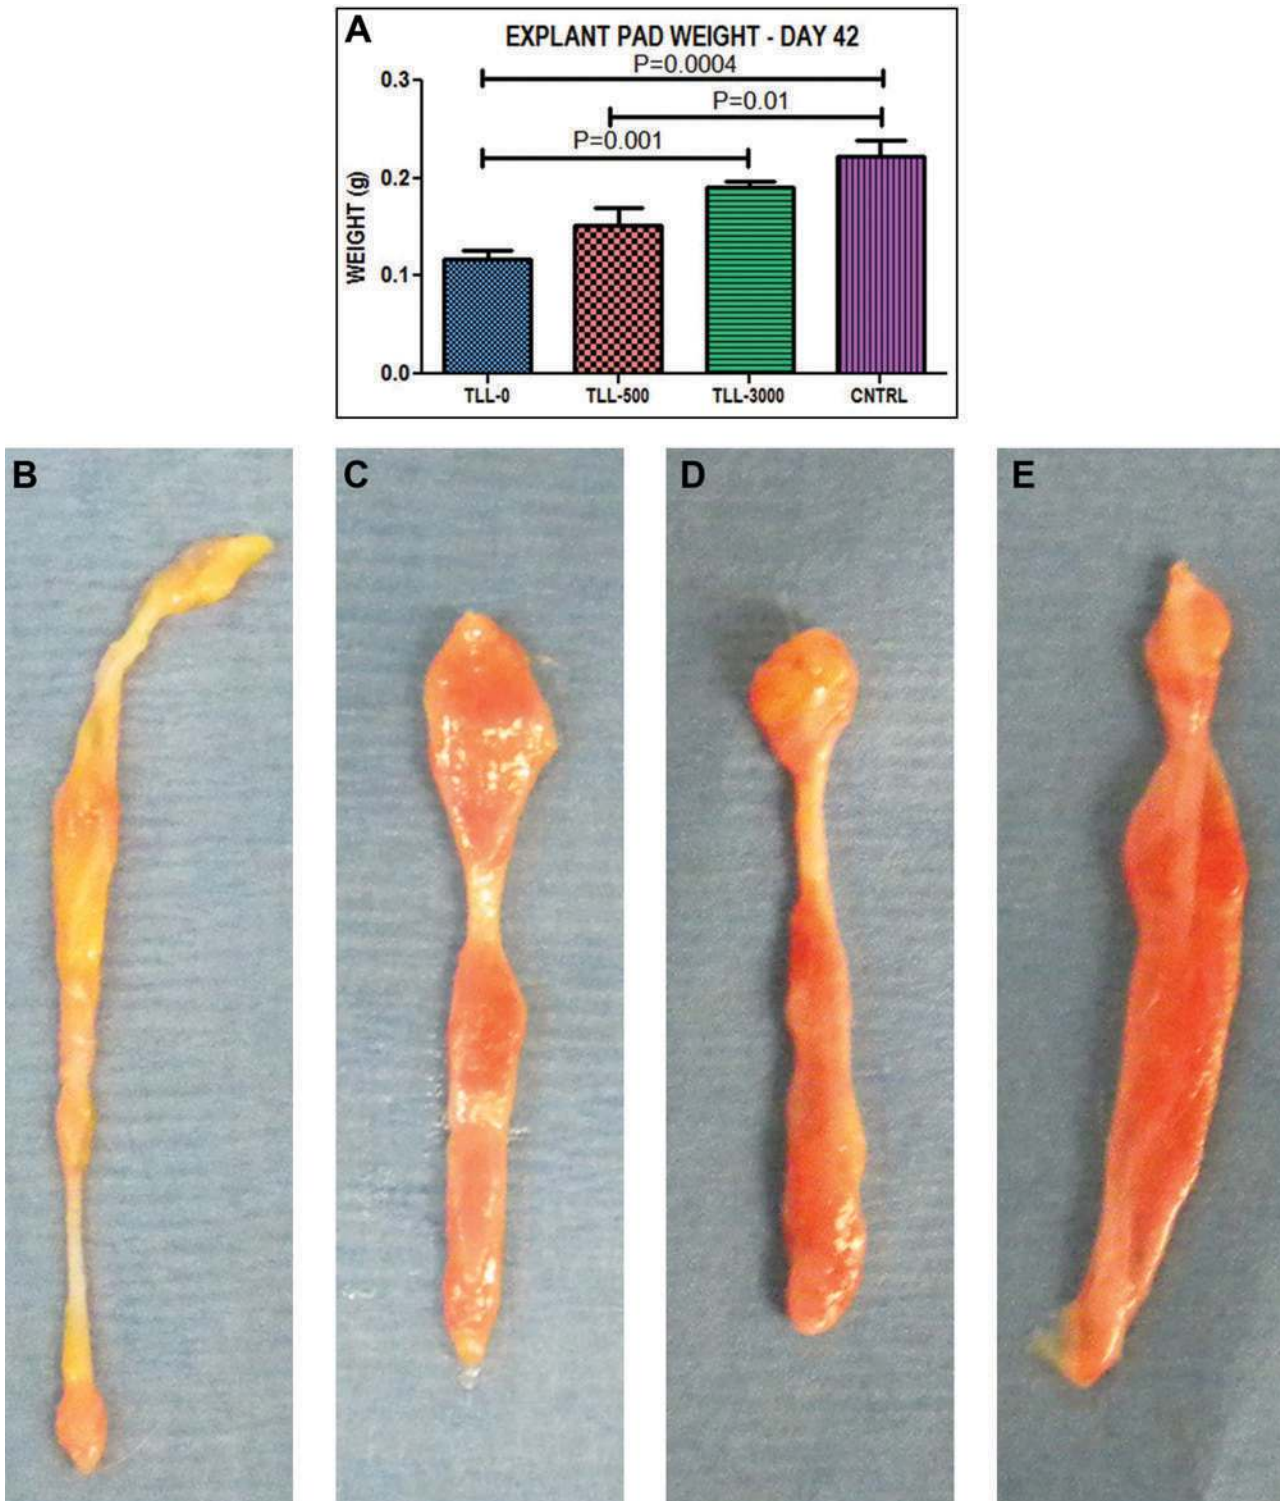 A
EXPLANT PAD WEIGHT - DAY 42
P=0.0004
P=0.01
P=0.001
WEIGHT (g)
0.3
0.2
0.1
0.0
TLL-0 TLL-500 TLL-3000 CNTRL
B C D E